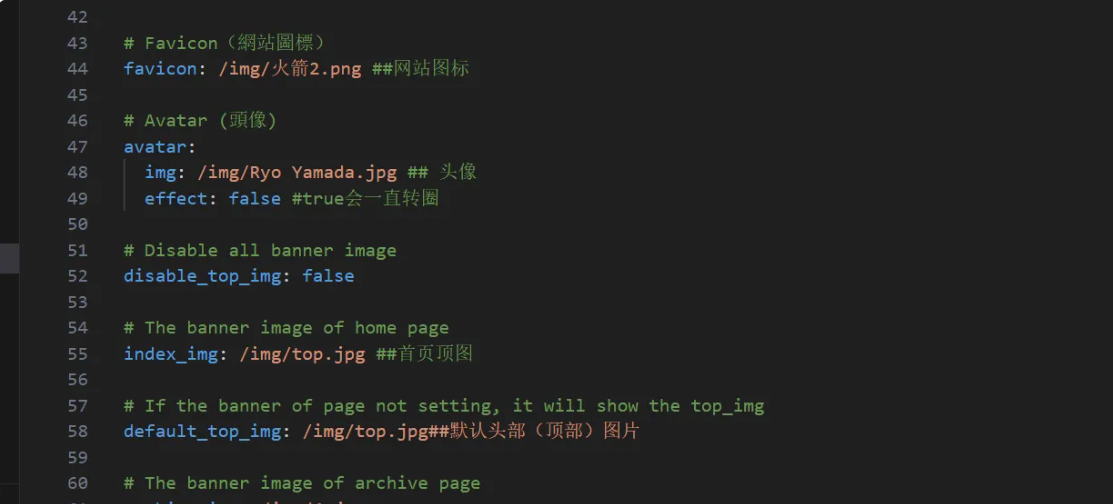 42
43 # Favicon（網站圖標）
44 favicon: /img/火箭2.png ##网站图标
45
46 # Avatar (頭像)
47 avatar:
48 img: /img/Ryo Yamada.jpg ## 头像
49 effect: false #true会一直转圈
50
51 # Disable all banner image
52 disable_top_img: false
53
54 # The banner image of home page
55 index_img: /img/top.jpg ##首页顶图
56
57 # If the banner of page not setting, it will show the top_img
58 default_top_img: /img/top.jpg##默认头部（顶部）图片
59
60 # The banner image of archive page